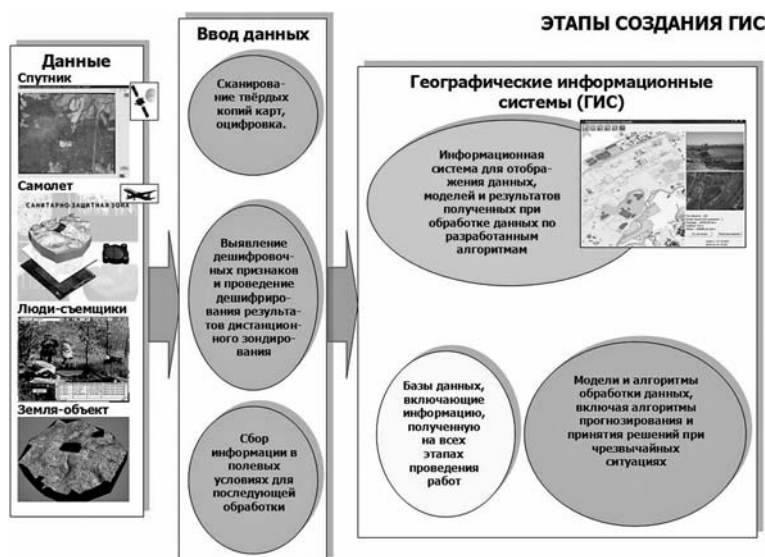 ЭТАПЫ СОЗДАНИЯ ГИС
Данные
Спутник
Самолет
САНИТАРНО-ЗАЩИТНАЯ ЗОНА
Люди-съемщики
Земля-объект
Ввод данных
Сканирова-
ние твёрдых
копий карт,
оцифровка.
Выявление
дешифровоч-
ных признаков
и проведение
дешифриро-
вания результа-
тов дистанцион-
ного зондиро-
вания
Сбор
информации в
полевых
условиях для
последующей
обработки
Географические информационные
системы (ГИС)
Информационная
система для отобра-
жения данных,
моделей и результатов
полученных при
обработке данных по
разработанным
алгоритмам
Базы данных,
включающие
информацию,
полученную
на всех
этапах
проведения
работ
Модели и алгоритмы
обработки данных,
включая алгоритмы
прогнозирования и
принятия решений при
чрезвычайных
ситуациях